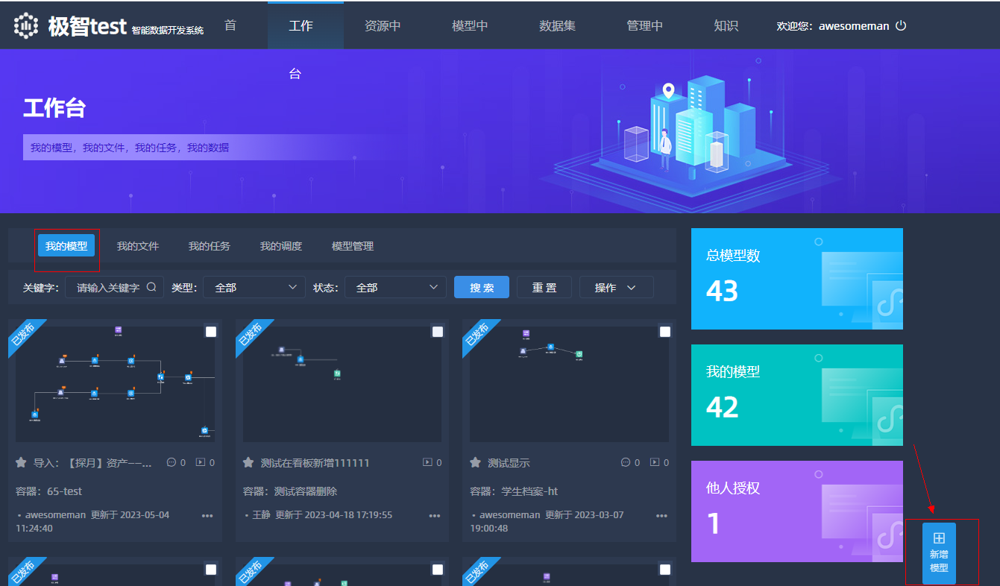 极智test 智能数据开发系统
首
工作
台
资源中
模型中
数据集
管理中
知识
欢迎您：awesomeman
工作台
我的模型，我的文件，我的任务，我的数据
我的模型
我的文件
我的任务
我的调度
模型管理
关键字：
请输入关键字
类型：
全部
状态：
全部
搜 索
重 置
操作
已发布
导入：【探月】资产——...
0
0
容器：65-test
• awesomeman 更新于 2023-05-04
11:24:40
•••
已发布
测试在看板新增111111
0
容器：测试容器删除
• 王静 更新于 2023-04-18 17:19:55
•••
已发布
测试显示
0
0
容器：学生档案-ht
• awesomeman 更新于 2023-03-07
19:00:48
•••
已发布
已发布
已发布
总模型数
43
我的模型
42
他人授权
1
新增
模型